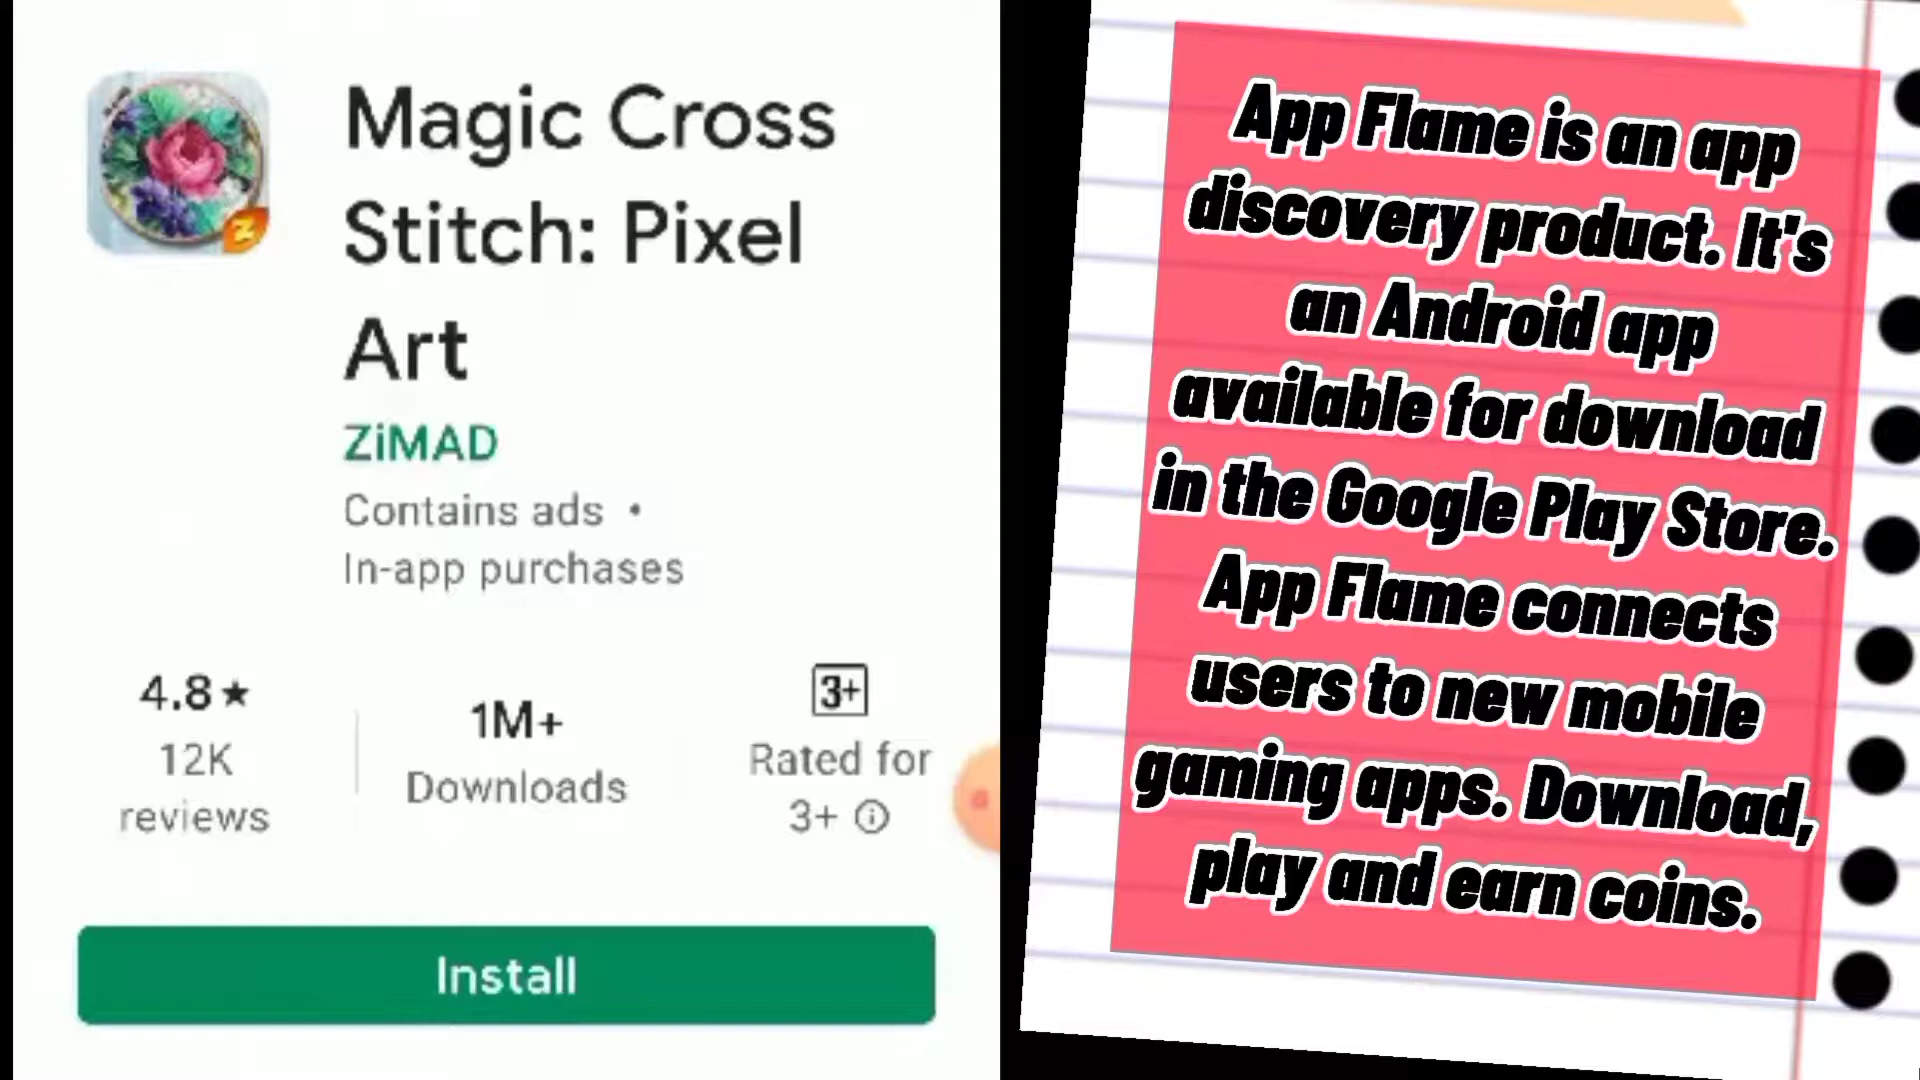 Magic Cross
Stitch: Pixel
Art
ZiMAD
Contains ads •
In-app purchases
4.8★
12K
reviews
1M+
Downloads
3+
Rated for
3+ ⓘ
Install
App Flame is an app
discovery product. It's
an Android app
available for download
in the Google Play Store.
App Flame connects
users to new mobile
gaming apps. Download,
play and earn coins.